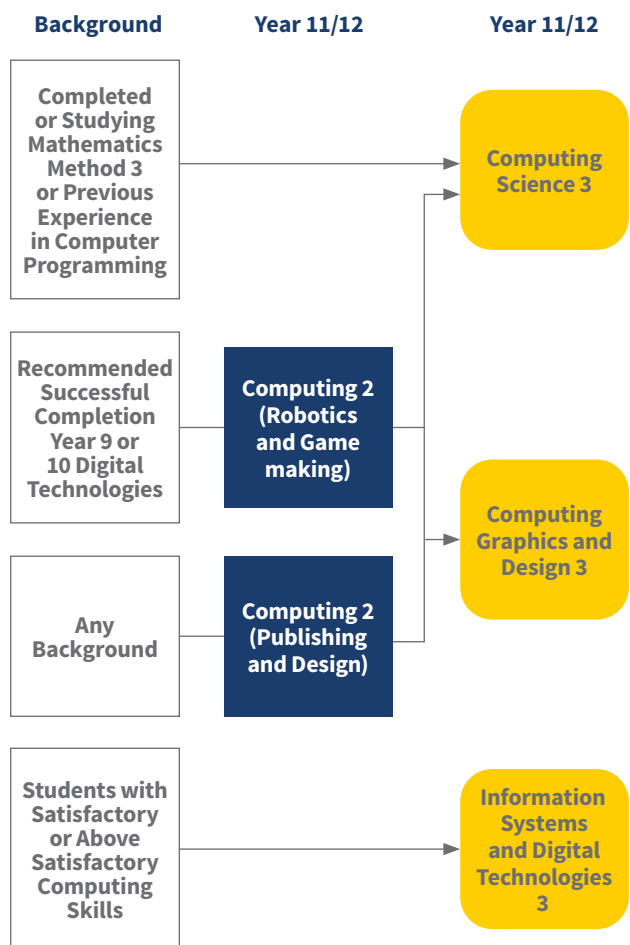 Background
Year 11/12
Year 11/12
Completed
or Studying
Mathematics
Method 3
or Previous
Experience
in Computer
Programming
Computing
Science 3
Recommended
Successful
Completion
Year 9 or
10 Digital
Technologies
Computing 2
(Robotics
and Game
making)
Computing
Graphics and
Design 3
Any
Background
Computing 2
(Publishing
and Design)
Students with
Satisfactory
or Above
Satisfactory
Computing
Skills
Information
Systems
and Digital
Technologies
3